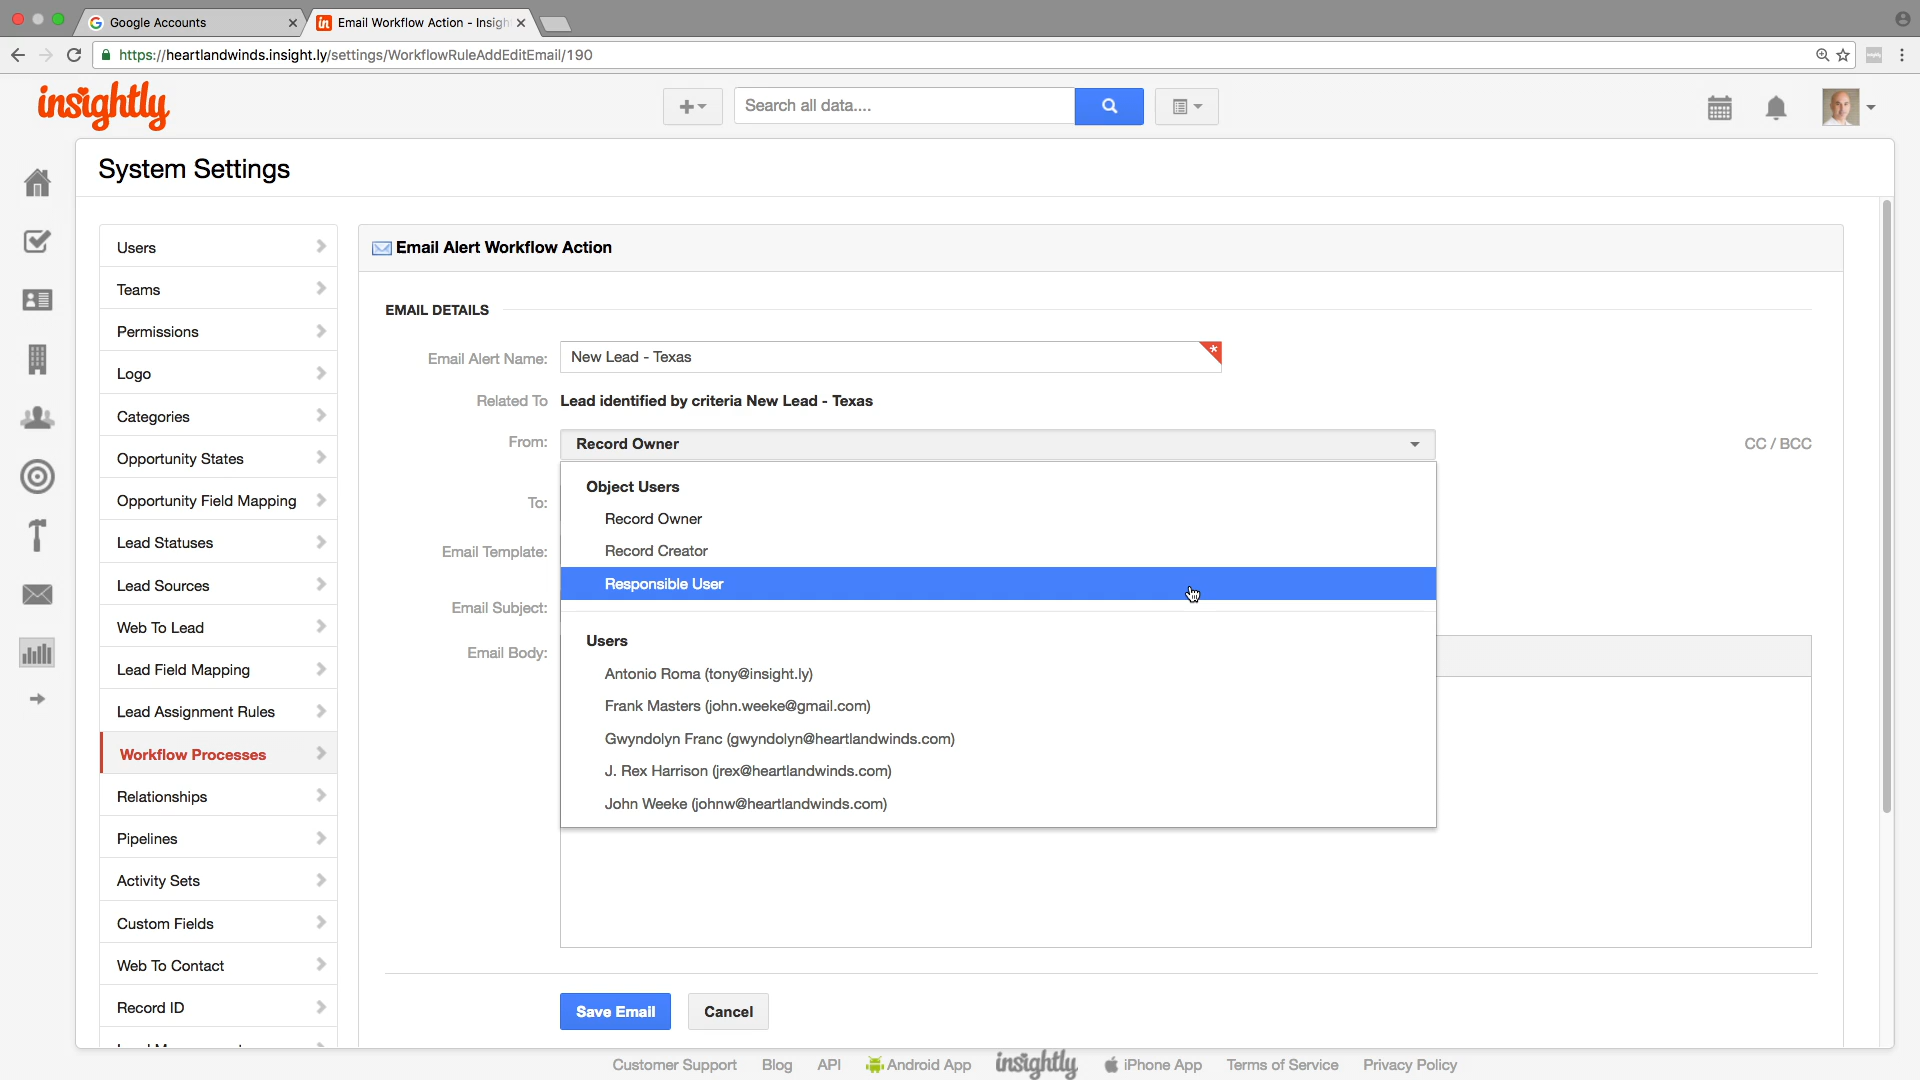 Google Accounts
Email Workflow Action - Insigh
https://heartlandwinds.insight.ly/settings/WorkflowRuleAddEditEmail/190
insightly
Search all data....
System Settings
Users
Teams
Permissions
Logo
Categories
Opportunity States
Opportunity Field Mapping
Lead Statuses
Lead Sources
Web To Lead
Lead Field Mapping
Lead Assignment Rules
Workflow Processes
Relationships
Pipelines
Activity Sets
Custom Fields
Web To Contact
Record ID
Email Alert Workflow Action
EMAIL DETAILS
Email Alert Name: New Lead - Texas *
Related To Lead identified by criteria New Lead - Texas
From: Record Owner CC / BCC
To:
Email Template:
Email Subject:
Email Body:
Object Users
Record Owner
Record Creator
Responsible User
Users
Antonio Roma (tony@insight.ly)
Frank Masters (john.weeke@gmail.com)
Gwyndolyn Franc (gwyndolyn@heartlandwinds.com)
J. Rex Harrison (jrex@heartlandwinds.com)
John Weeke (johnw@heartlandwinds.com)
Save Email Cancel
Customer Support Blog API Android App insightly iPhone App Terms of Service Privacy Policy